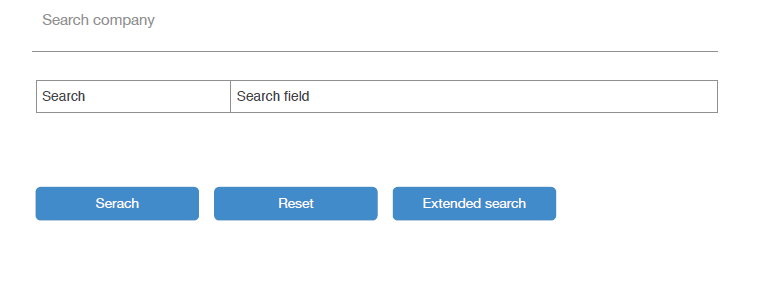 Search company
Search Search field
Serach Reset Extended search